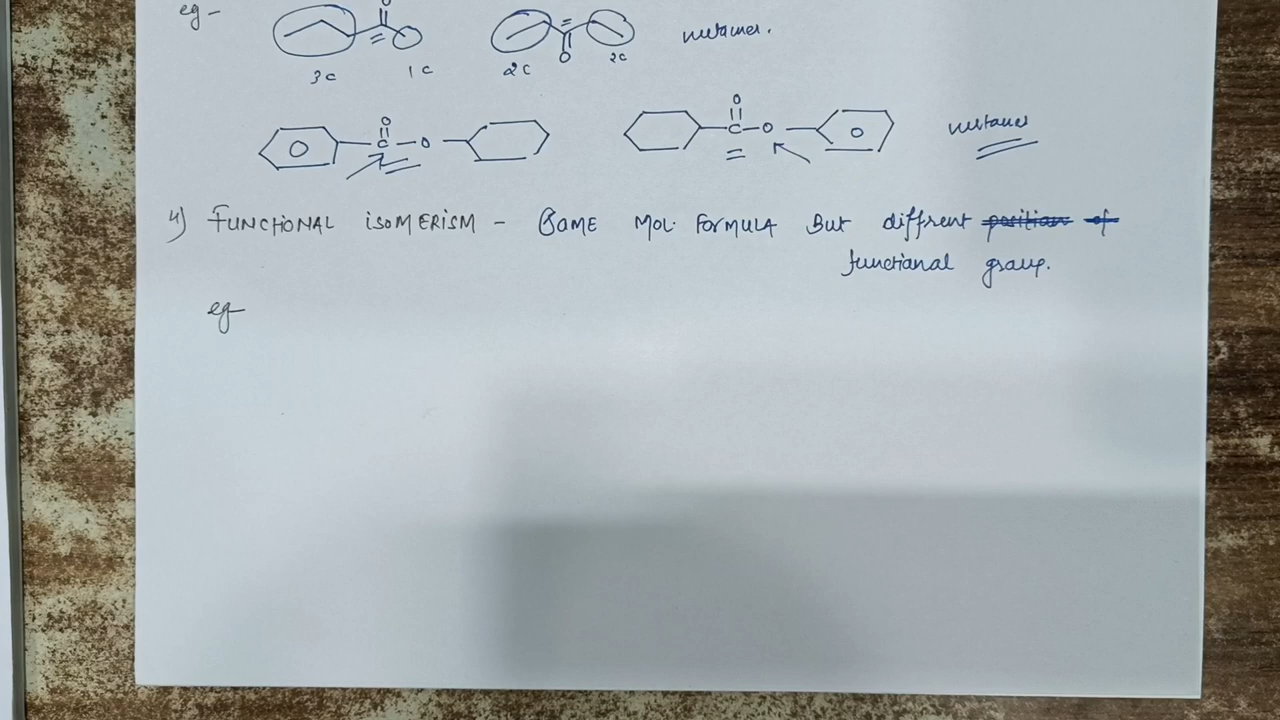 eg - O metamer.
3C 1C 2C O 2C
O O
O C - O C - O O metamer
4) FUNCTIONAL ISOMERISM - SAME MOL. FORMULA BUT diffrent position of
functional group.
eg